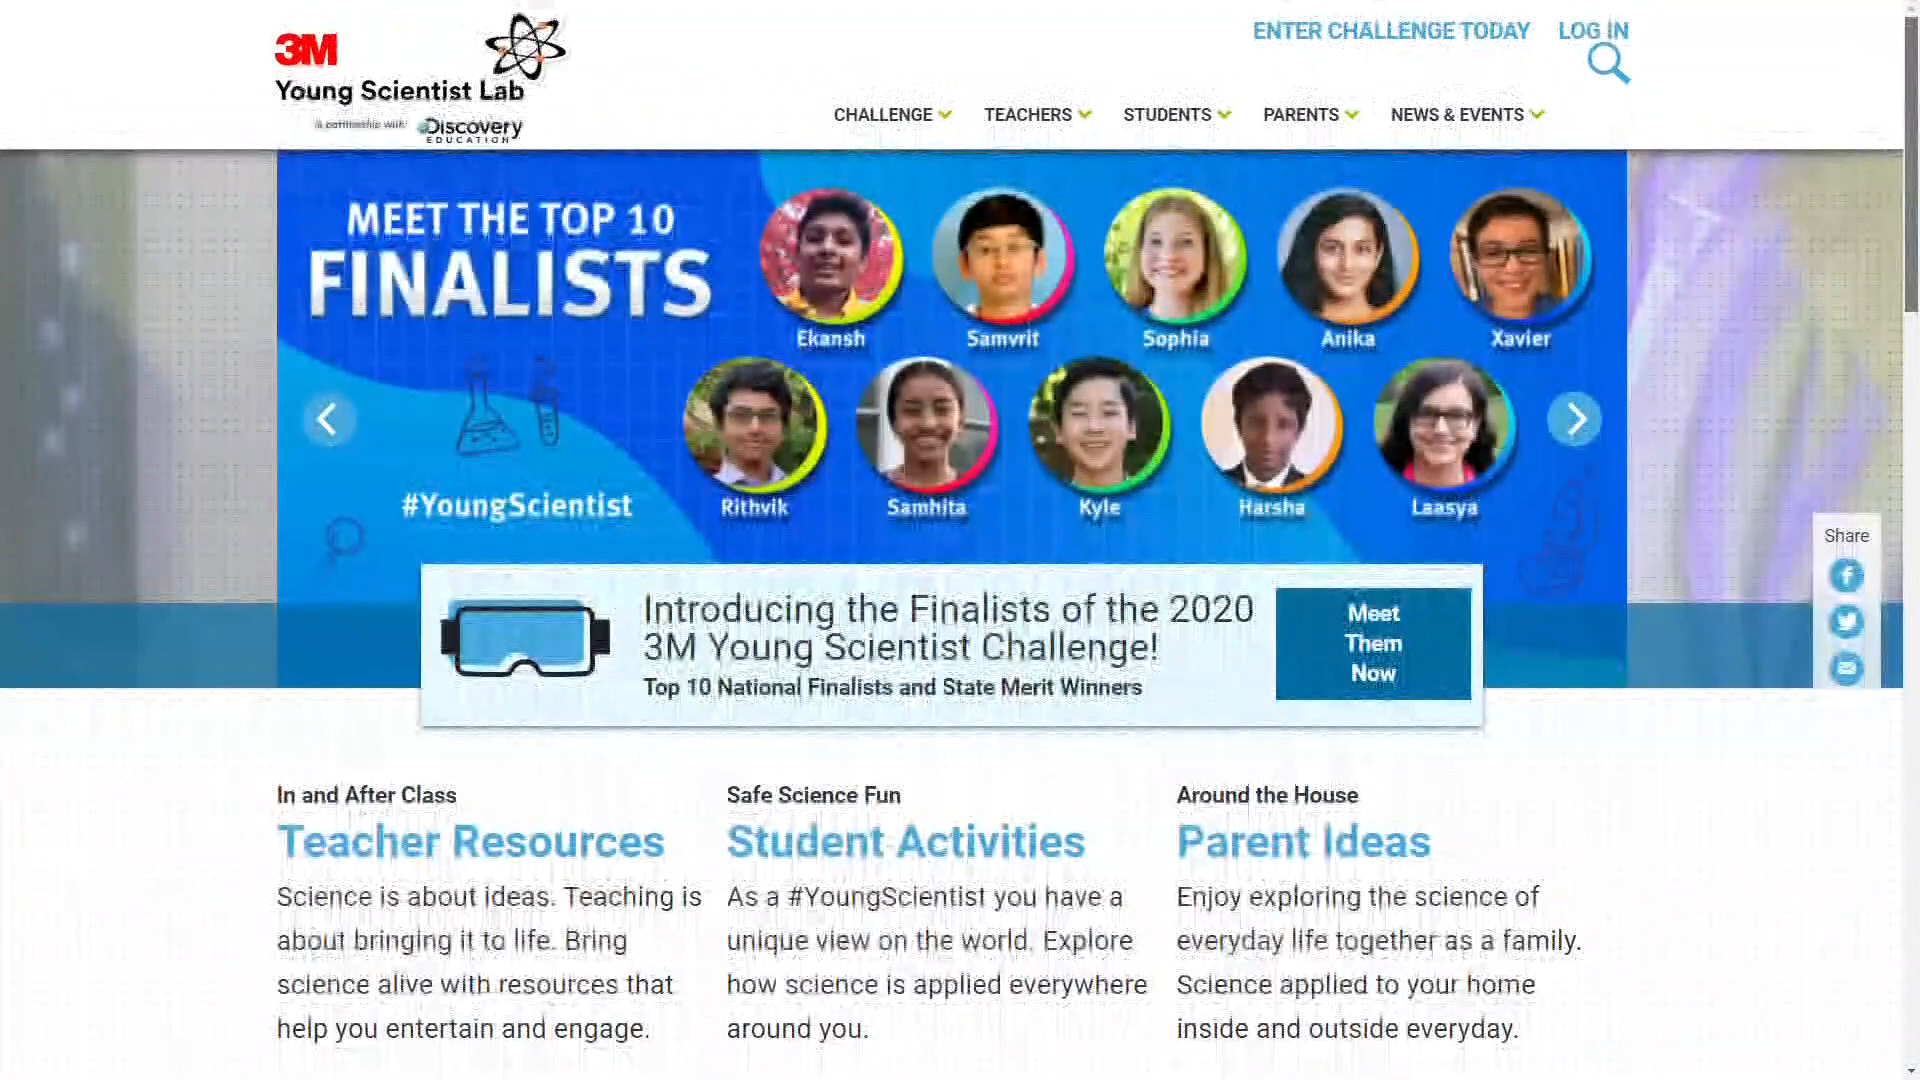 3M
Young Scientist Lab
in partnership with
Discovery
EDUCATION
ENTER CHALLENGE TODAY
LOG IN
CHALLENGE
TEACHERS
STUDENTS
PARENTS
NEWS & EVENTS
MEET THE TOP 10
FINALISTS
Ekansh
Samvrit
Sophia
Anika
Xavier
Rithvik
Samhita
Kyle
Harsha
Laasya
#YoungScientist
Introducing the Finalists of the 2020
3M Young Scientist Challenge!
Top 10 National Finalists and State Merit Winners
Meet
Them
Now
Share
In and After Class
Teacher Resources
Science is about ideas. Teaching is
about bringing it to life. Bring
science alive with resources that
help you entertain and engage.
Safe Science Fun
Student Activities
As a #YoungScientist you have a
unique view on the world. Explore
how science is applied everywhere
around you.
Around the House
Parent Ideas
Enjoy exploring the science of
everyday life together as a family.
Science applied to your home
inside and outside everyday.